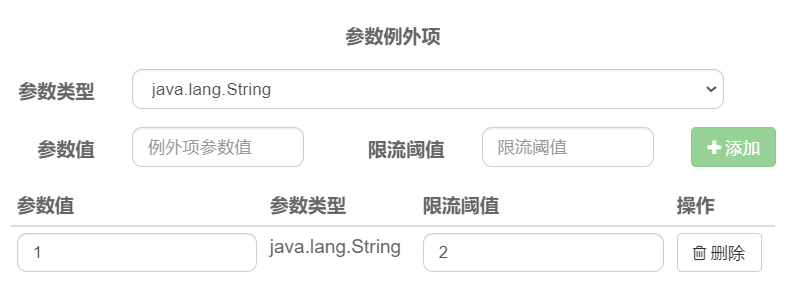 参数例外项
参数类型 java.lang.String
参数值 例外项参数值 限流阈值 限流阈值 添加
参数值 参数类型 限流阈值 操作
1 java.lang.String 2 删除